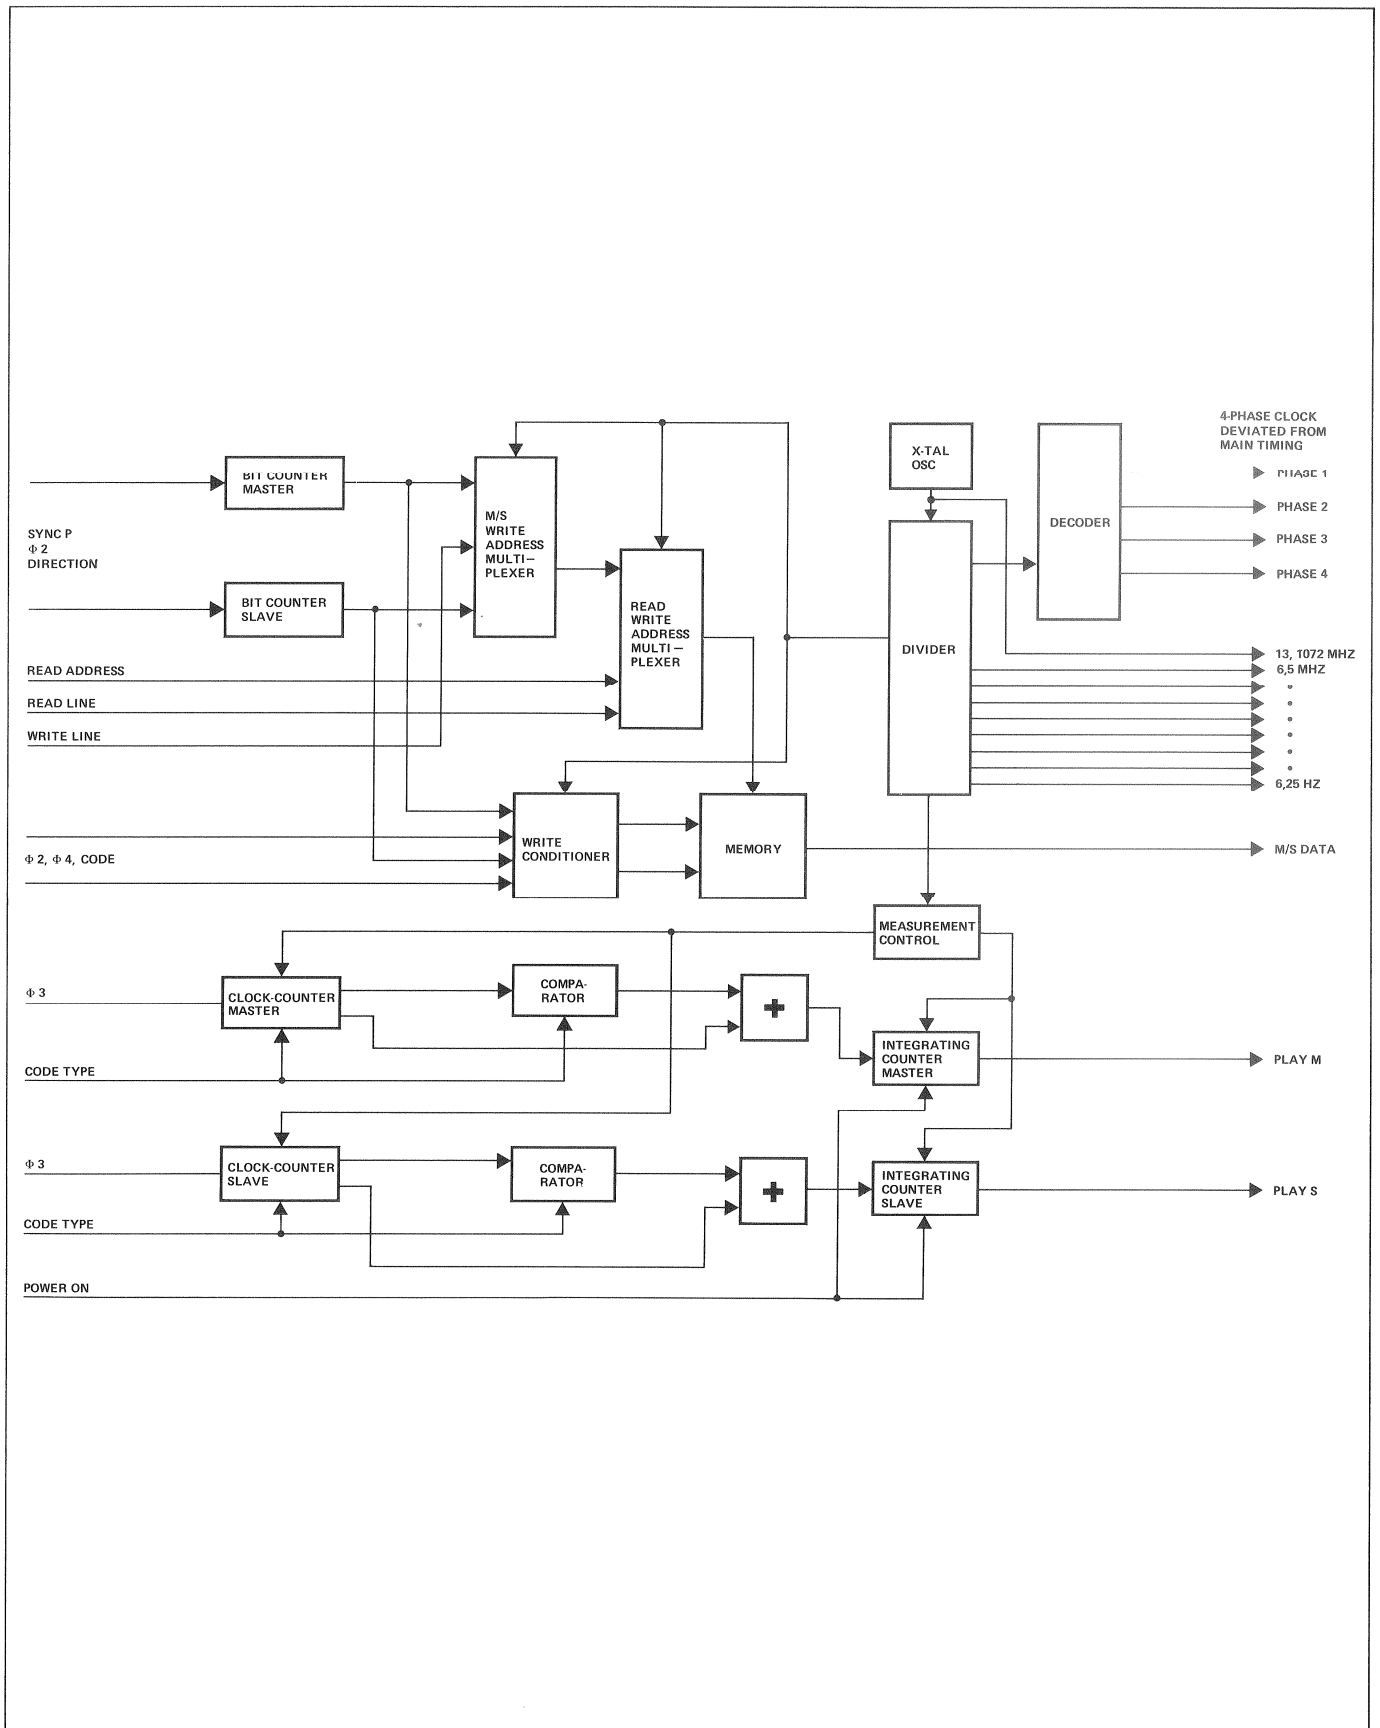 4-PHASE CLOCK
DEVIATED FROM
MAIN TIMING
X-TAL
OSC
BIT COUNTER
MASTER
PHASE 1
M/S
WRITE
ADDRESS
MULTI—
PLEXER
DECODER
PHASE 2
SYNC P
Φ 2
DIRECTION
PHASE 3
PHASE 4
BIT COUNTER
SLAVE
READ
WRITE
ADDRESS
MULTI —
PLEXER
DIVIDER
13, 1072 MHZ
READ ADDRESS
6,5 MHZ
READ LINE
WRITE LINE
6,25 HZ
Φ 2, Φ 4, CODE
WRITE
CONDITIONER
MEMORY
M/S DATA
MEASUREMENT
CONTROL
Φ 3
CLOCK-COUNTER
MASTER
COMPA-
RATOR
+
INTEGRATING
COUNTER
MASTER
PLAY M
CODE TYPE
Φ 3
CLOCK-COUNTER
SLAVE
COMPA-
RATOR
+
INTEGRATING
COUNTER
SLAVE
PLAY S
CODE TYPE
POWER ON